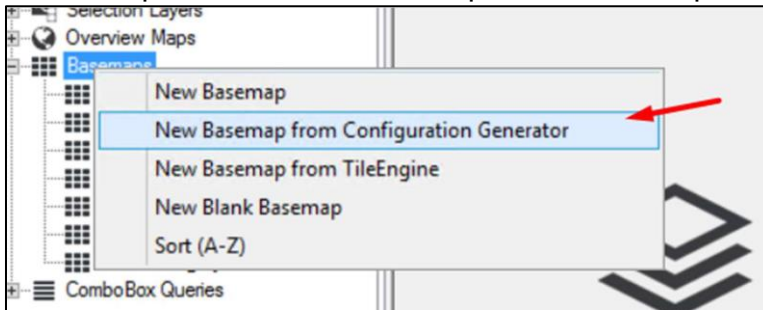 Selection Layers
Overview Maps
Basemaps
New Basemap
New Basemap from Configuration Generator
New Basemap from TileEngine
New Blank Basemap
Sort (A-Z)
ComboBox Queries